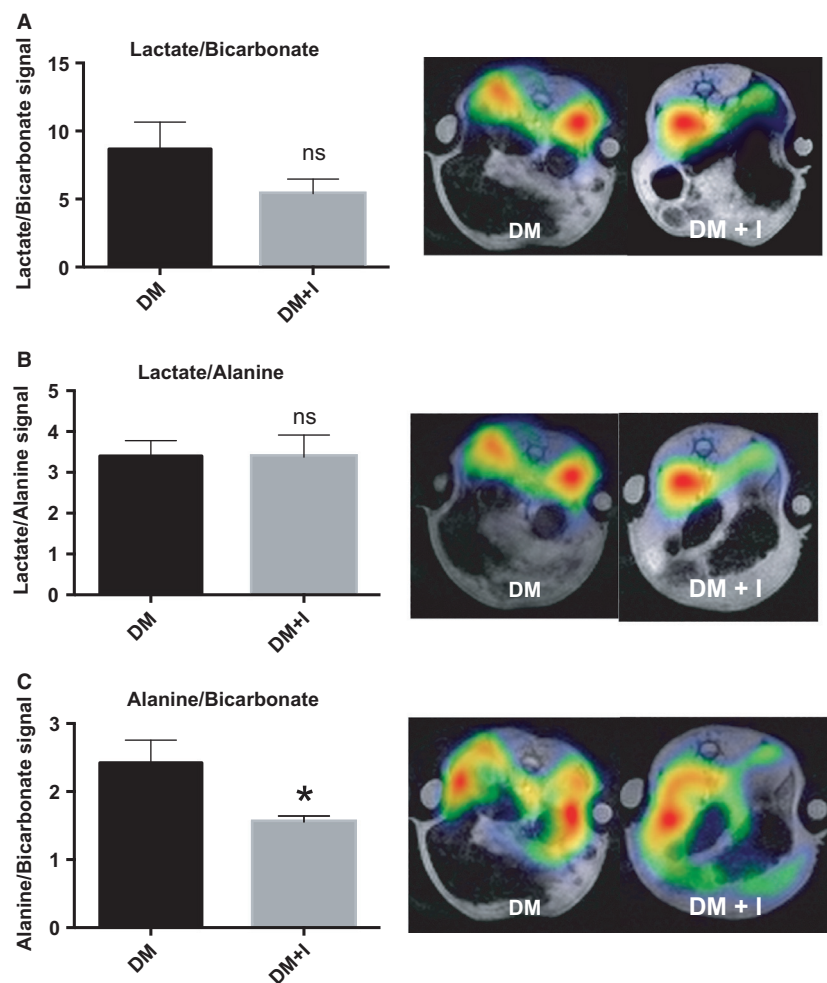 A
Lactate/Bicarbonate
Lactate/Bicarbonate signal
15
10
5
0
ns
DM
DM+I
DM
DM + I
B
Lactate/Alanine
Lactate/Alanine signal
5
4
3
2
1
0
ns
DM
DM+I
DM
DM + I
C
Alanine/Bicarbonate
Alanine/Bicarbonate signal
3
2
1
0
*
DM
DM+I
DM
DM + I